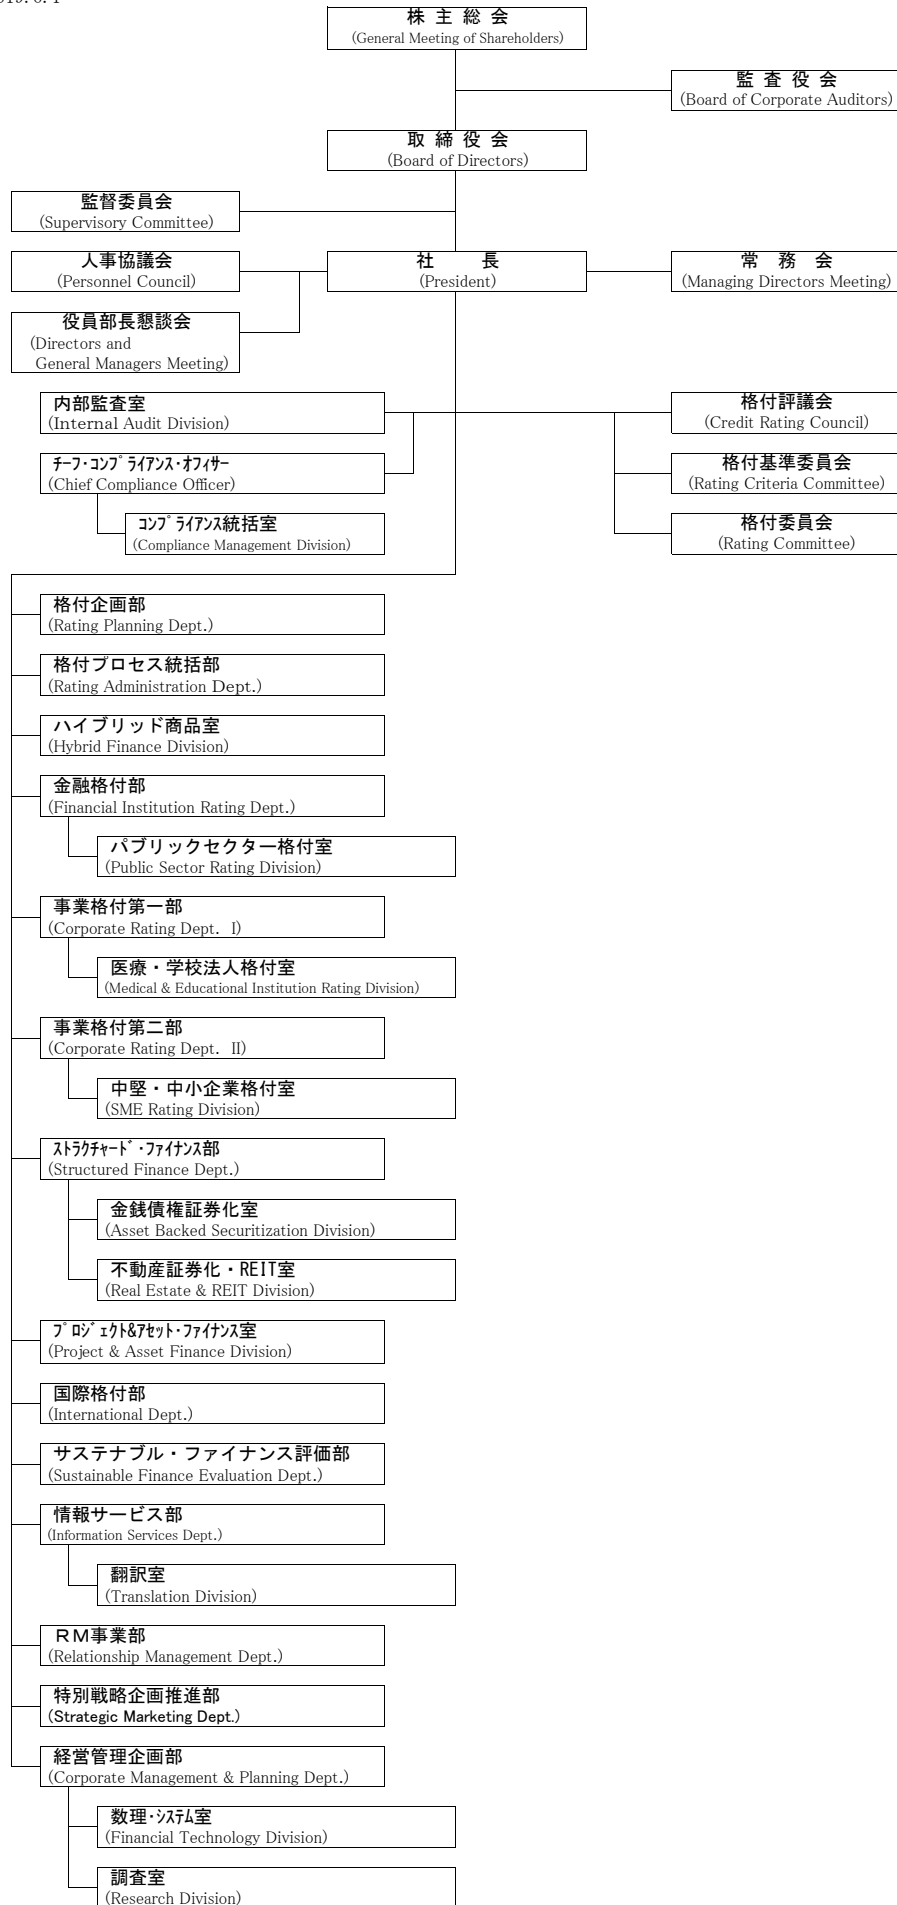 株 主 総 会
(General Meeting of Shareholders)
監 査 役 会
(Board of Corporate Auditors)
取 締 役 会
(Board of Directors)
監督委員会
(Supervisory Committee)
人事協議会
(Personnel Council)
社 長
(President)
常 務 会
(Managing Directors Meeting)
役員部長懇談会
(Directors and
General Managers Meeting)
内部監査室
(Internal Audit Division)
格付評議会
(Credit Rating Council)
ﾁｰﾌ･ｺﾝﾌﾟﾗｲｱﾝｽ･ｵﾌｨｻｰ
(Chief Compliance Officer)
格付基準委員会
(Rating Criteria Committee)
ｺﾝﾌﾟﾗｲｱﾝｽ統括室
(Compliance Management Division)
格付委員会
(Rating Committee)
格付企画部
(Rating Planning Dept.)
格付プロセス統括部
(Rating Administration Dept.)
ハイブリッド商品室
(Hybrid Finance Division)
金融格付部
(Financial Institution Rating Dept.)
パブリックセクター格付室
(Public Sector Rating Division)
事業格付第一部
(Corporate Rating Dept. I)
医療・学校法人格付室
(Medical & Educational Institution Rating Division)
事業格付第二部
(Corporate Rating Dept. II)
中堅・中小企業格付室
(SME Rating Division)
ｽﾄﾗｸﾁｬｰﾄﾞ･ﾌｧｲﾅﾝｽ部
(Structured Finance Dept.)
金銭債権証券化室
(Asset Backed Securitization Division)
不動産証券化・REIT室
(Real Estate & REIT Division)
ﾌﾟﾛｼﾞｪｸﾄ&ｱｾｯﾄ･ﾌｧｲﾅﾝｽ室
(Project & Asset Finance Division)
国際格付部
(International Dept.)
サステナブル・ファイナンス評価部
(Sustainable Finance Evaluation Dept.)
情報サービス部
(Information Services Dept.)
翻訳室
(Translation Division)
ＲＭ事業部
(Relationship Management Dept.)
特別戦略企画推進部
(Strategic Marketing Dept.)
経営管理企画部
(Corporate Management & Planning Dept.)
数理･ｼｽﾃﾑ室
(Financial Technology Division)
調査室
(Research Division)